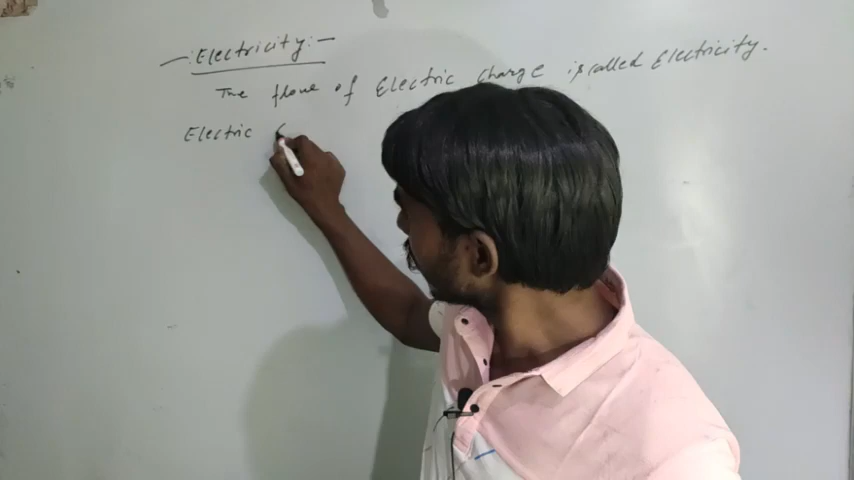 -: Electricity:-
The flow of Electric Charge is called Electricity.
Electric C